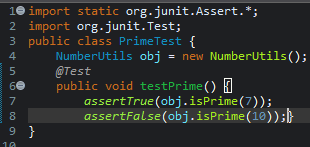 1 import static org.junit.Assert.*;
2 import org.junit.Test;
3 public class PrimeTest {
4     NumberUtils obj = new NumberUtils();
5     @Test
6     public void testPrime() {
7         assertTrue(obj.isPrime(7));
8         assertFalse(obj.isPrime(10));}
9 }
10